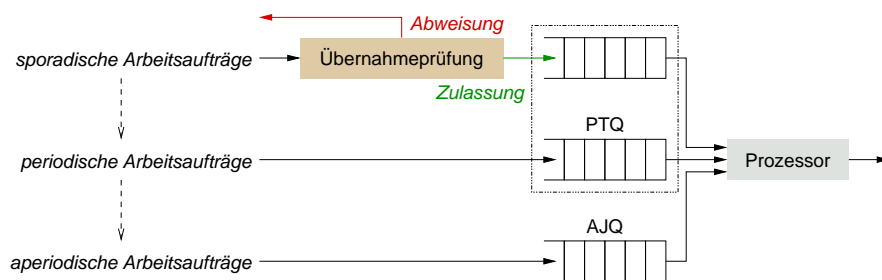 Abweisung
sporadische Arbeitsaufträge
Übernahmeprüfung
Zulassung
PTQ
periodische Arbeitsaufträge
Prozessor
AJQ
aperiodische Arbeitsaufträge